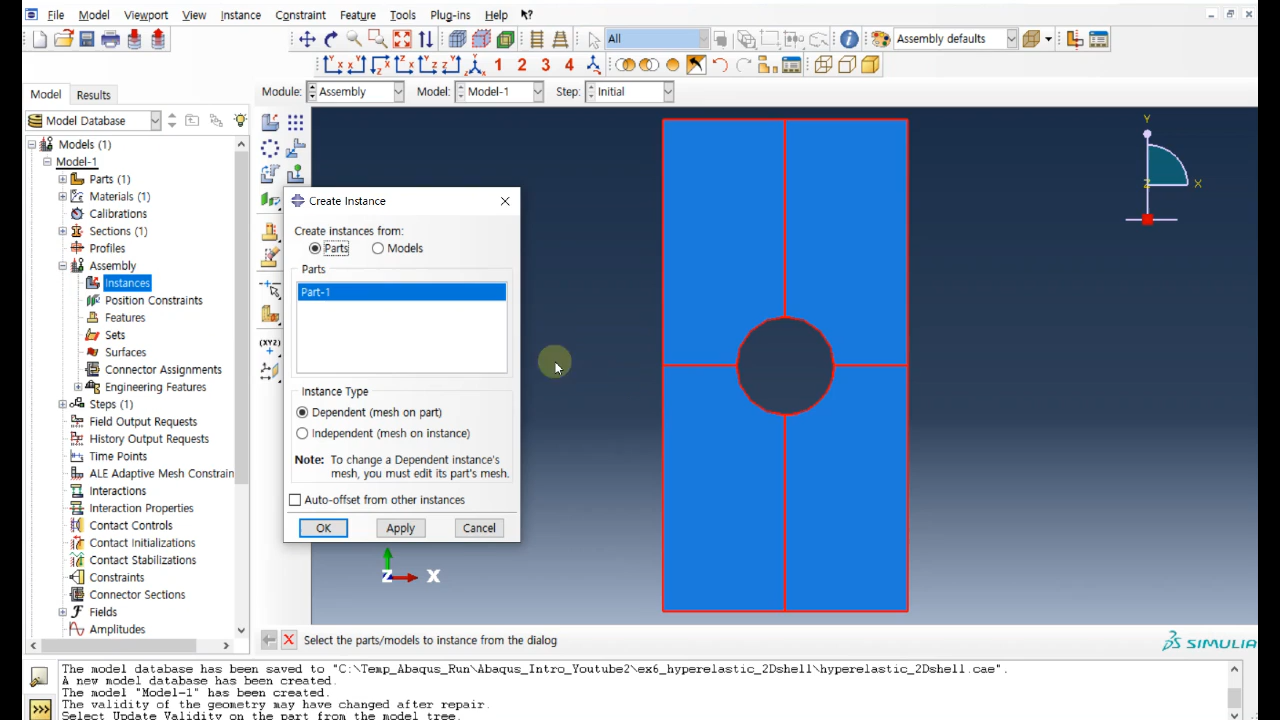 File Model Viewport View Instance Constraint Feature Tools Plug-ins Help
All Assembly defaults
1 2 3 4
Model Results Module: Assembly Model: Model-1 Step: Initial
Model Database
Models (1)
Model-1
Parts (1)
Materials (1)
Calibrations
Sections (1)
Profiles
Assembly
Instances
Position Constraints
Features
Sets
Surfaces
Connector Assignments
Engineering Features
Steps (1)
Field Output Requests
History Output Requests
Time Points
ALE Adaptive Mesh Constrain
Interactions
Interaction Properties
Contact Controls
Contact Initializations
Contact Stabilizations
Constraints
Connector Sections
Fields
Amplitudes
(XYZ)
Create Instance
Create instances from:
Parts Models
Parts
Part-1
Instance Type
Dependent (mesh on part)
Independent (mesh on instance)
Note: To change a Dependent instance's
mesh, you must edit its part's mesh.
Auto-offset from other instances
OK Apply Cancel
Y
Z X
Z X
Select the parts/models to instance from the dialog
SIMULIA
The model database has been saved to "C:\Temp_Abaqus_Run\Abaqus_Intro_Youtube2\ex6_hyperelastic_2Dshell\hyperelastic_2Dshell.cae".
A new model database has been created.
The model "Model-1" has been created.
The validity of the geometry may have changed after repair.
Select Update Validity on the part from the model tree.